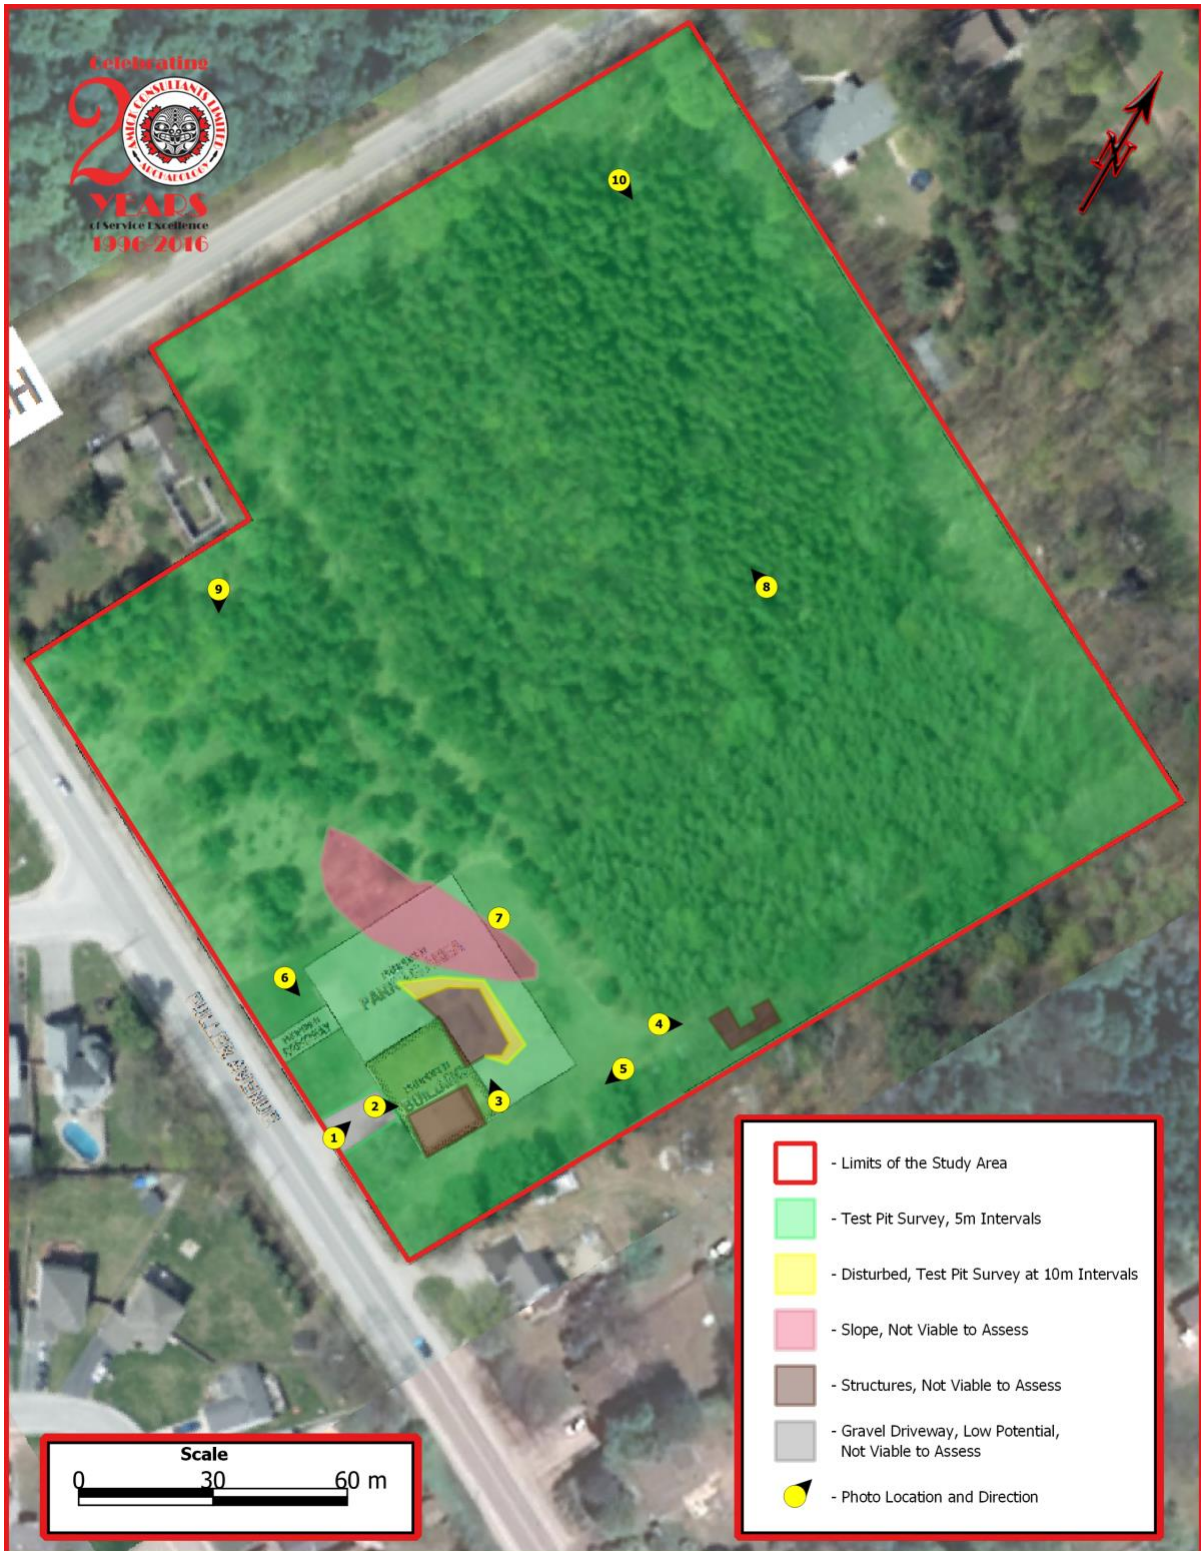 Celebrating
20
AMICK CONSULTANTS LIMITED
ARCHAEOLOGY
YEARS
of Service Excellence
1996-2016
N
H
10
9
8
7
6
4
5
3
2
1
BUILDING
- Limits of the Study Area
- Test Pit Survey, 5m Intervals
- Disturbed, Test Pit Survey at 10m Intervals
- Slope, Not Viable to Assess
- Structures, Not Viable to Assess
- Gravel Driveway, Low Potential,
Not Viable to Assess
- Photo Location and Direction
Scale
0 30 60 m